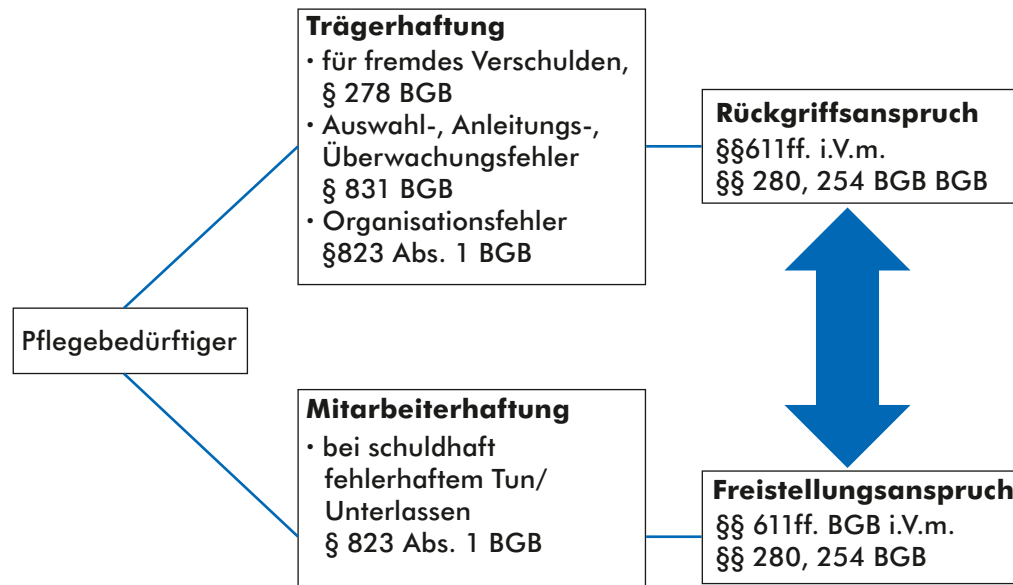 Trägerhaftung
· für fremdes Verschulden,
§ 278 BGB
· Auswahl-, Anleitungs-,
Überwachungsfehler
§ 831 BGB
· Organisationsfehler
§823 Abs. 1 BGB
Rückgriffsanspruch
§§611ff. i.V.m.
§§ 280, 254 BGB BGB
Pflegebedürftiger
Mitarbeiterhaftung
· bei schuldhaft
fehlerhaftem Tun/
Unterlassen
§ 823 Abs. 1 BGB
Freistellungsanspruch
§§ 611ff. BGB i.V.m.
§§ 280, 254 BGB